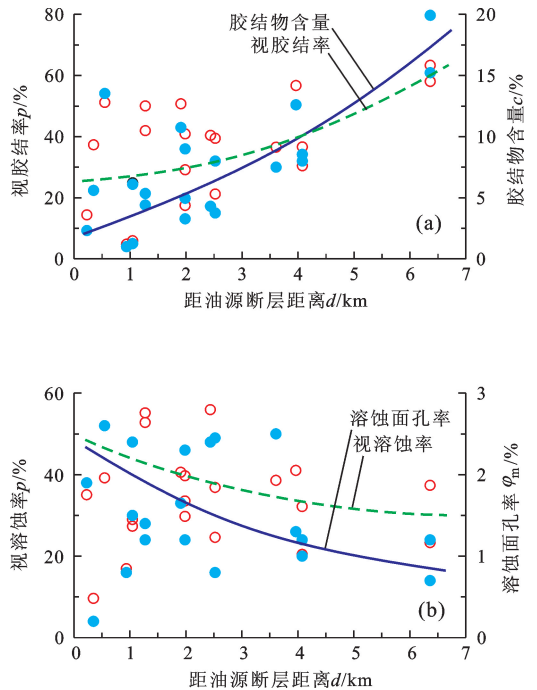 80
60
40
20
0
视胶结率p/%
胶结物含量
视胶结率
(a)
20
15
10
5
0
胶结物含量c/%
0 1 2 3 4 5 6 7
距油源断层距离d/km
60
40
20
0
视溶蚀率p/%
溶蚀面孔率
视溶蚀率
(b)
3
2
1
0
溶蚀面孔率 φm/%
0 1 2 3 4 5 6 7
距油源断层距离d/km